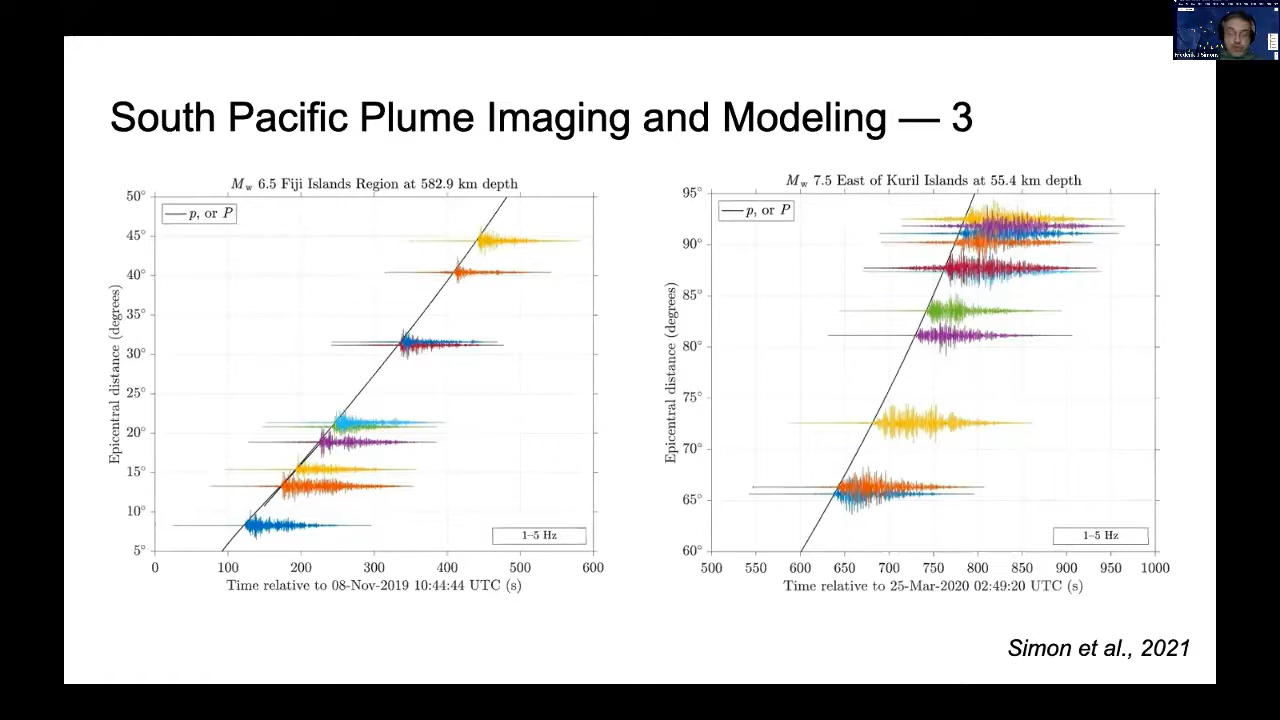 Frederik J Simons
South Pacific Plume Imaging and Modeling — 3
Mw 6.5 Fiji Islands Region at 582.9 km depth
50°
45°
40°
35°
30°
25°
20°
15°
10°
5°
Epicentral distance (degrees)
p, or P
1–5 Hz
0
100
200
300
400
500
600
Time relative to 08-Nov-2019 10:44:44 UTC (s)
Mw 7.5 East of Kuril Islands at 55.4 km depth
95°
90°
85°
80°
75°
70°
65°
60°
Epicentral distance (degrees)
p, or P
1–5 Hz
500
550
600
650
700
750
800
850
900
950
1000
Time relative to 25-Mar-2020 02:49:20 UTC (s)
Simon et al., 2021